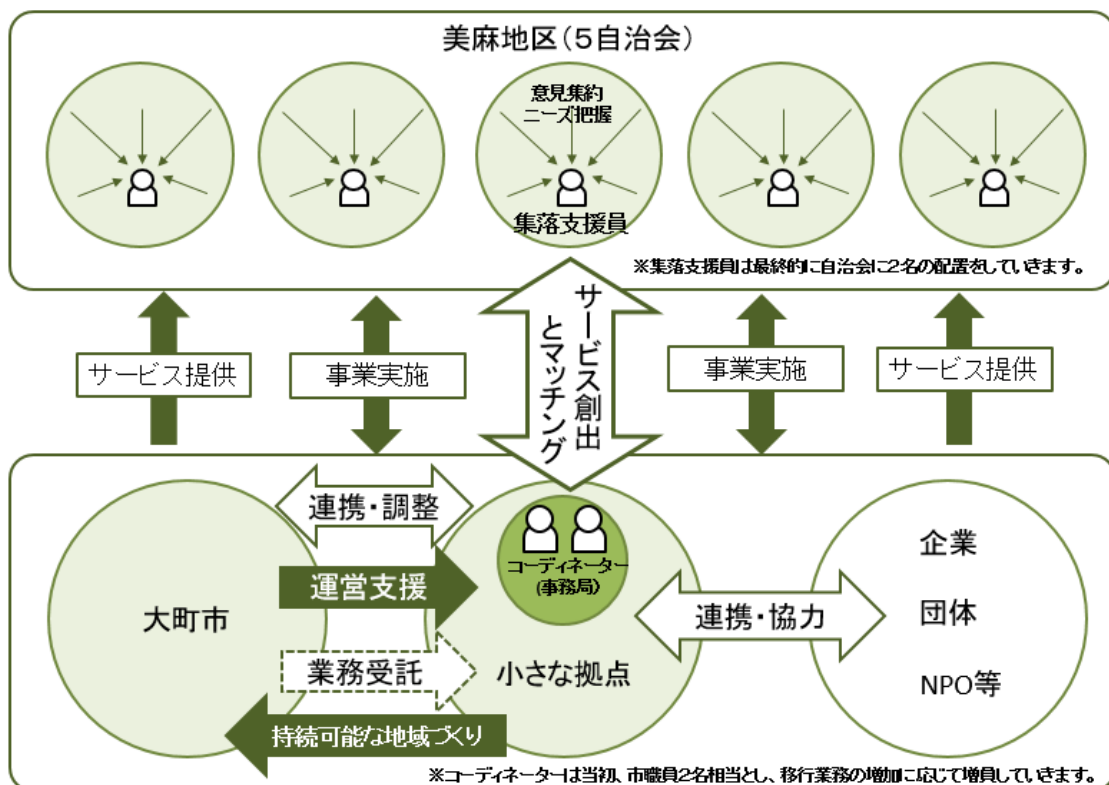 美麻地区（５自治会）
意見集約
ニーズ把握
集落支援員
※集落支援員は最終的に自治会に2名の配置をしていきます。
サービス提供
事業実施
サービス創出
とマッチング
事業実施
サービス提供
連携・調整
コーディネーター
（事務局）
企業
運営支援
大町市
連携・協力
団体
業務受託
小さな拠点
NPO等
持続可能な地域づくり
※コーディネーターは当初、市職員2名相当とし、移行業務の増加に応じて増員していきます。